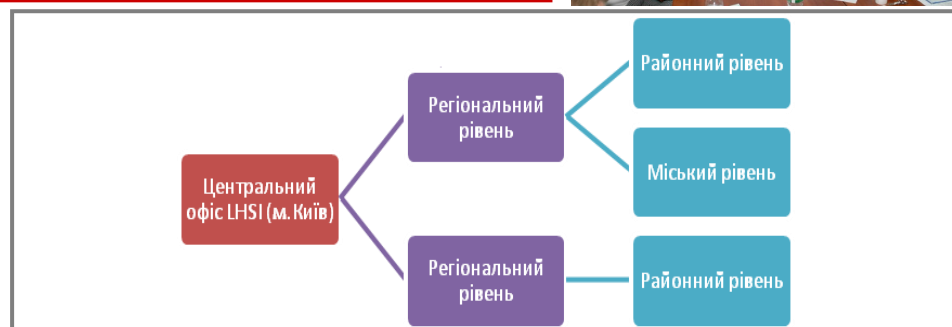 Центральний
офіс LHSI (м. Київ)
Регіональний
рівень
Районний рівень
Міський рівень
Регіональний
рівень
Районний рівень